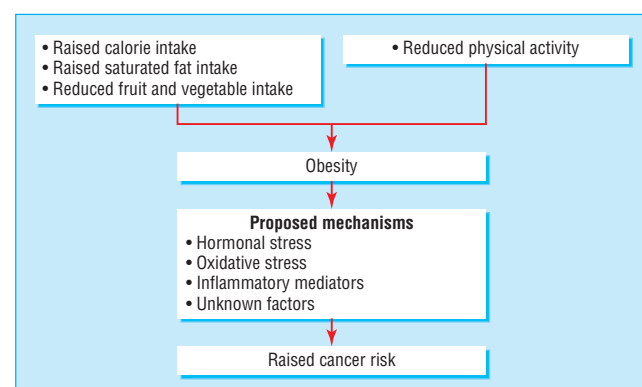 • Raised calorie intake
• Raised saturated fat intake
• Reduced fruit and vegetable intake
• Reduced physical activity
Obesity
Proposed mechanisms
• Hormonal stress
• Oxidative stress
• Inflammatory mediators
• Unknown factors
Raised cancer risk